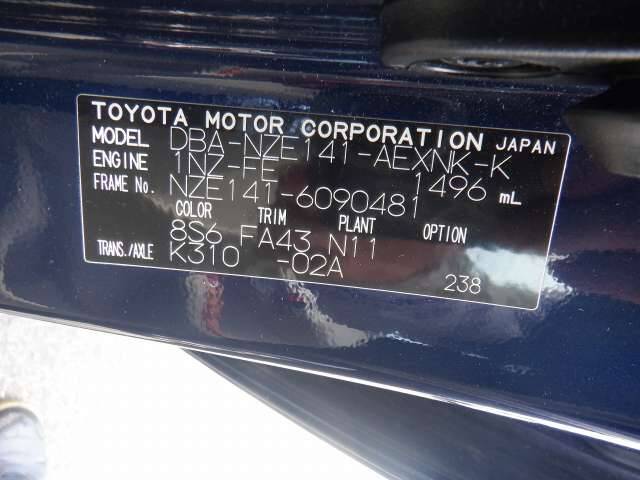 TOYOTA MOTOR CORPORATION JAPAN
MODEL DBA-NZE141-AEXNK-K
ENGINE 1NZ-FE 1496 mL
FRAME No. NZE141-6090481
COLOR TRIM PLANT OPTION
8S6 FA43 N11
TRANS./AXLE K310 -02A
238